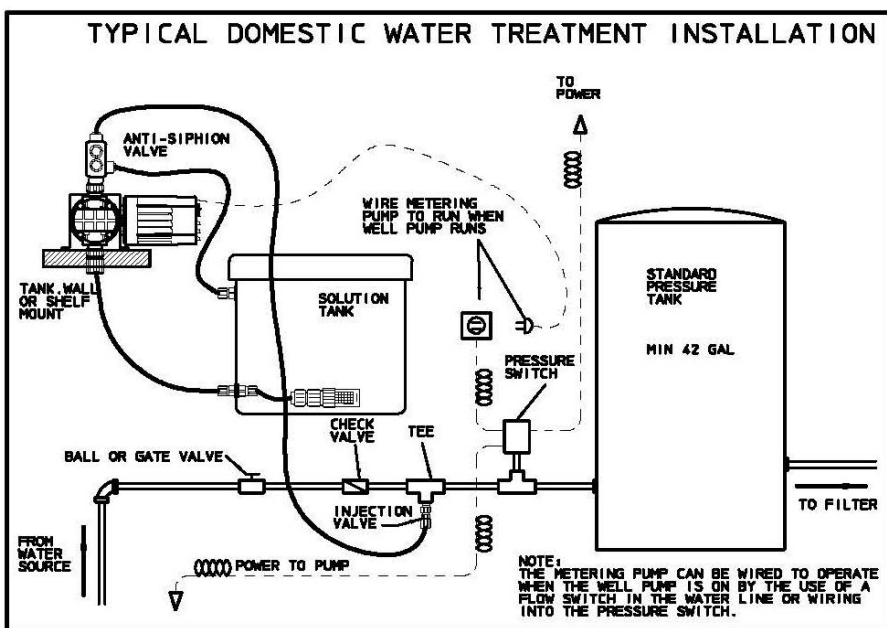 TYPICAL DOMESTIC WATER TREATMENT INSTALLATION
TO
POWER
ANTI-SIPHION
VALVE
WIRE METERING
PUMP TO RUN WHEN
WELL PUMP RUNS
TANK,WALL
OR SHELF
MOUNT
SOLUTION
TANK
STANDARD
PRESSURE
TANK
MIN 42 GAL
PRESSURE
SWITCH
CHECK
VALVE
TEE
BALL OR GATE VALVE
INJECTION
VALVE
TO FILTER
FROM
WATER
SOURCE
POWER TO PUMP
NOTE:
THE METERING PUMP CAN BE WIRED TO OPERATE
WHEN THE WELL PUMP IS ON BY THE USE OF A
FLOW SWITCH IN THE WATER LINE OR WIRING
INTO THE PRESSURE SWITCH.